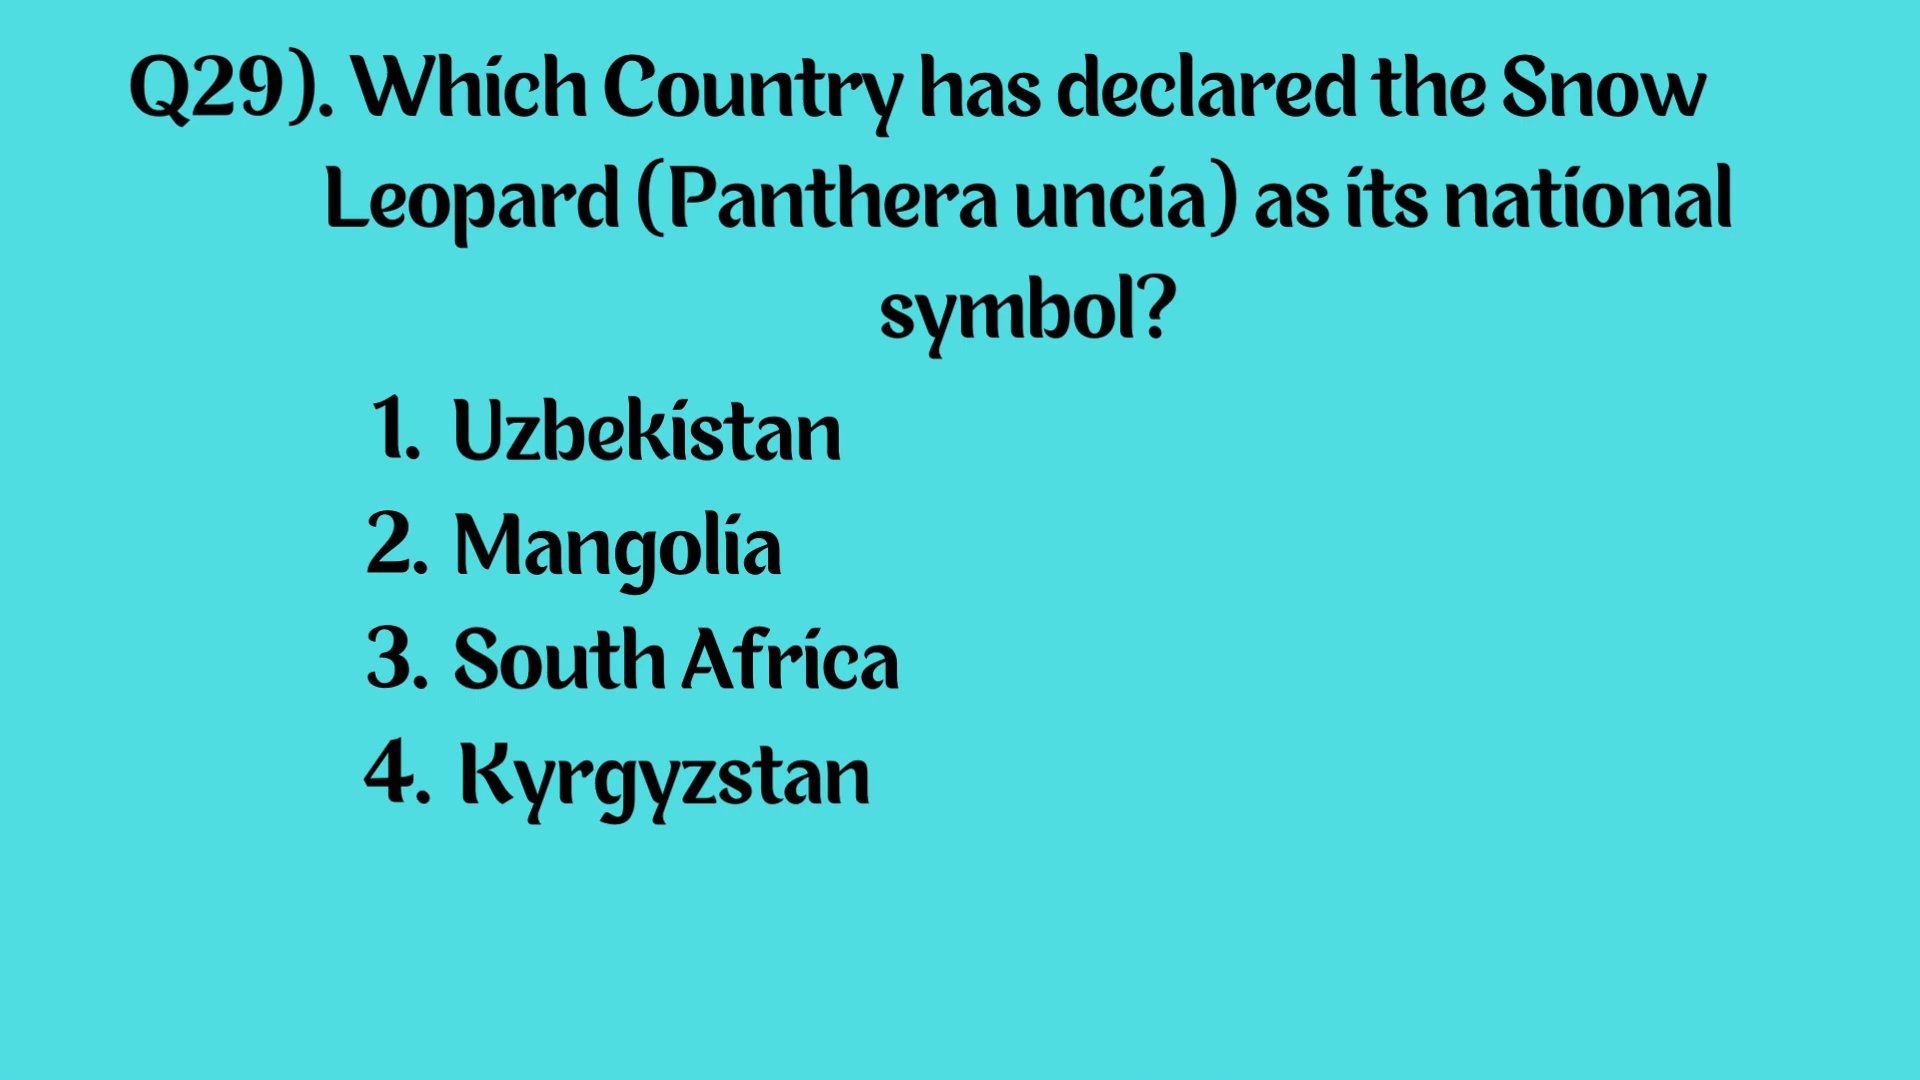 Q29). Which Country has declared the Snow
Leopard (Panthera uncia) as its national
symbol?
1. Uzbekistan
2. Mangolia
3. South Africa
4. Kyrgyzstan